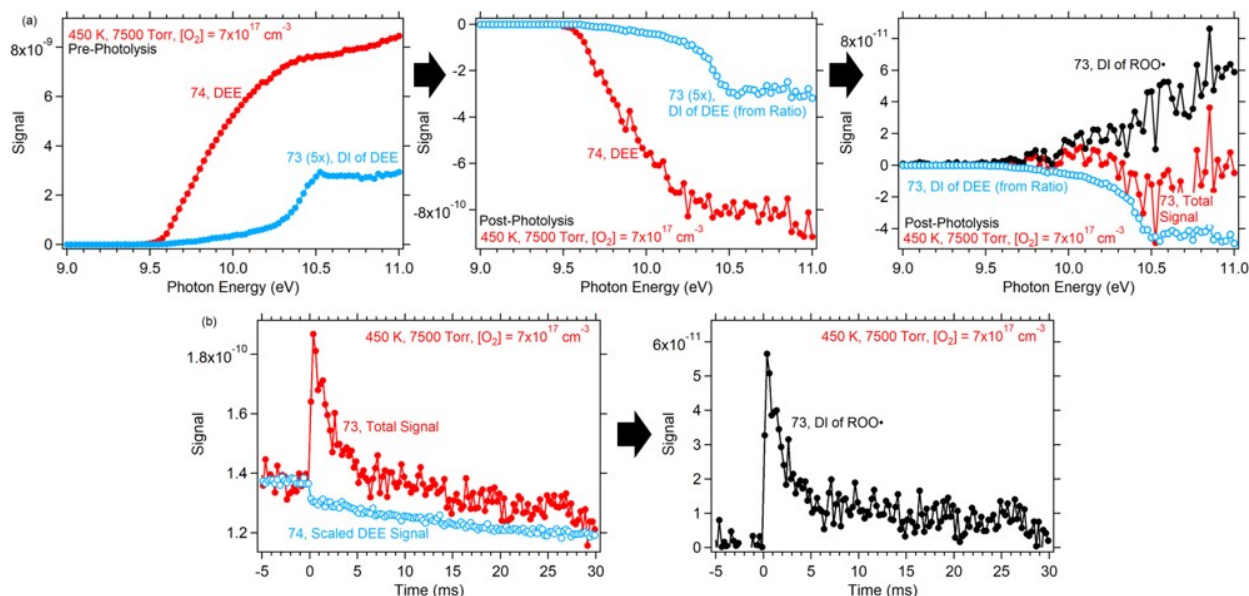 (a)
450 K, 7500 Torr, [O2] = 7x10^17 cm^-3
Pre-Photolysis
8x10^-9
6
4
2
0
Signal
74, DEE
73 (5x), DI of DEE
9.0 9.5 10.0 10.5 11.0
Photon Energy (eV)
0
-2
-4
-6
-8x10^-10
Signal
73 (5x),
DI of DEE (from Ratio)
74, DEE
Post-Photolysis
450 K, 7500 Torr, [O2] = 7x10^17 cm^-3
9.0 9.5 10.0 10.5 11.0
Photon Energy (eV)
8x10^-11
6
4
2
0
-2
-4
Signal
73, DI of ROO•
73, DI of DEE (from Ratio)
73, Total
Signal
Post-Photolysis
450 K, 7500 Torr, [O2] = 7x10^17 cm^-3
9.0 9.5 10.0 10.5 11.0
Photon Energy (eV)
(b)
450 K, 7500 Torr, [O2] = 7x10^17 cm^-3
1.8x10^-10
1.6
1.4
1.2
Signal
73, Total Signal
74, Scaled DEE Signal
-5 0 5 10 15 20 25 30
Time (ms)
450 K, 7500 Torr, [O2] = 7x10^17 cm^-3
6x10^-11
5
4
3
2
1
0
Signal
73, DI of ROO•
-5 0 5 10 15 20 25 30
Time (ms)